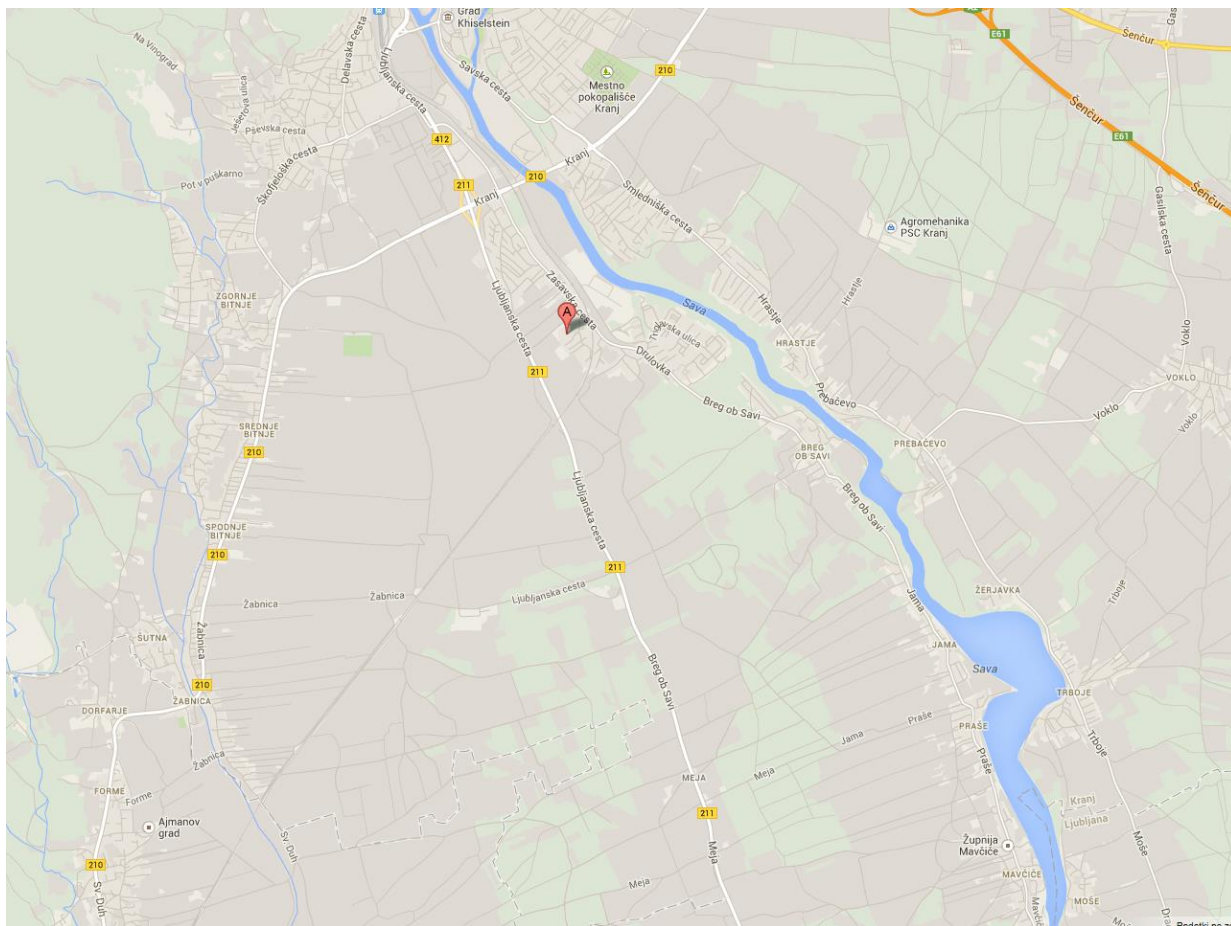 Grad
Khiselstein
A2
E61
Šenčur
Gas
Na Vinograd
Delavska cesta
Ljubljanska cesta
Savska cesta
210
Mestno
pokopališče
Kranj
Ješetova ulica
Pševska cesta
412
Kranj
Šenčur
E61
Škofjeloška cesta
Pot v puškarno
211
210
Kranj
Smledniška cesta
Šenčur
Gasilska cesta
Agromehanika
PSC Kranj
ZGORNJE
BITNJE
Ljubljanska cesta
Zasavska cesta
A
Sava
Hrastje
Hrastje
HRASTJE
Drulovka
211
Voklo
VOKLO
Prebačevo
Voklo
Voklo
Breg ob Savi
SREDNJE
BITNJE
210
BREG
OB SAVI
PREBAČEVO
Ljubljanska cesta
Breg ob Savi
SPODNJE
BITNJE
210
211
Žabnica
Žabnica
Ljubljanska cesta
Jama
ŽERJAVKA
Trboje
ŠUTNA
Žabnica
JAMA
Sava
Breg ob Savi
210
ŽABNICA
TRBOJE
DORFARJE
Jama
Praše
PRAŠE
Trboje
Žabnica
Praše
FORME
Forme
MEJA
Meja
211
Kranj
Ljubljana
Ajmanov
grad
Sv. Duh
Meja
Moše
Župnija
Mavčiče
210
Sv. Duh
Meja
MAVČIČE
MOŠE